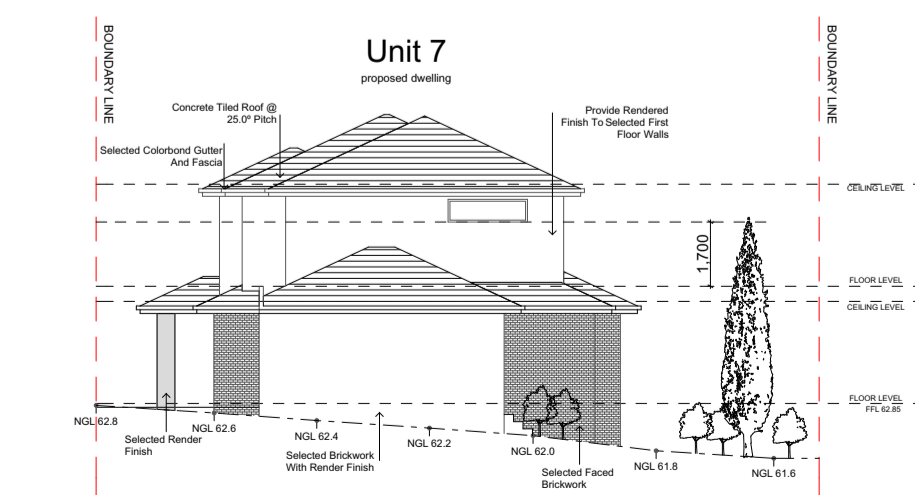 Unit 7
proposed dwelling
BOUNDARY LINE
BOUNDARY LINE
Concrete Tiled Roof @
25.0º Pitch
Provide Rendered
Finish To Selected First
Floor Walls
Selected Colorbond Gutter
And Fascia
CEILING LEVEL
1,700
FLOOR LEVEL
CEILING LEVEL
FLOOR LEVEL
FFL 62.85
NGL 62.8
NGL 62.6
NGL 62.4
NGL 62.2
NGL 62.0
NGL 61.8
NGL 61.6
Selected Render
Finish
Selected Brickwork
With Render Finish
Selected Faced
Brickwork